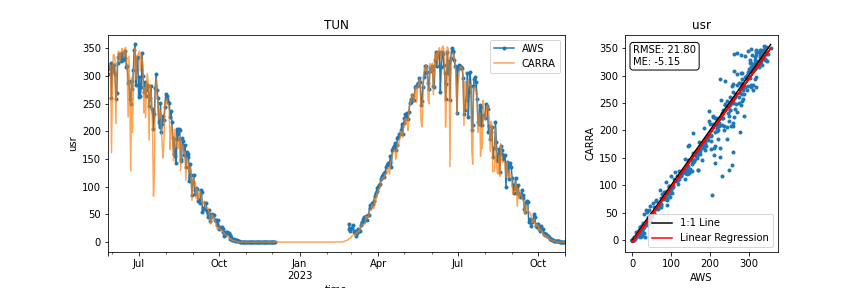 TUN
usr
350
300
250
200
150
100
50
0
usr
AWS
CARRA
Jul
Oct
Jan
2023
Apr
Jul
Oct
time
350
300
250
200
150
100
50
0
CARRA
RMSE: 21.80
ME: -5.15
1:1 Line
Linear Regression
0
100
200
300
AWS